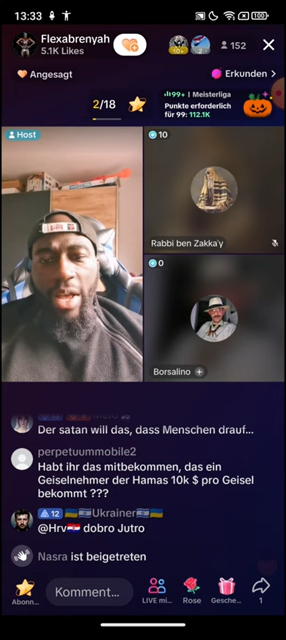 13:33
100
Flexabrenyah
5.1K Likes
152
Angesagt
Erkunden >
2/18
99+ | Meisterliga
Punkte erforderlich
für 99: 112.1K
Host
10
Rabbi ben Zakka'y
0
Borsalino
Der satan will das, dass Menschen drauf...
perpetuummobile2
Habt ihr das mitbekommen, das ein
Geiselnehmer der Hamas 10k $ pro Geisel
bekommt ???
12 Ukrainer
@Hrv dobro Jutro
Nasra ist beigetreten
Komment...
Abonn...
LIVE mi...
Rose
Gesche...
1